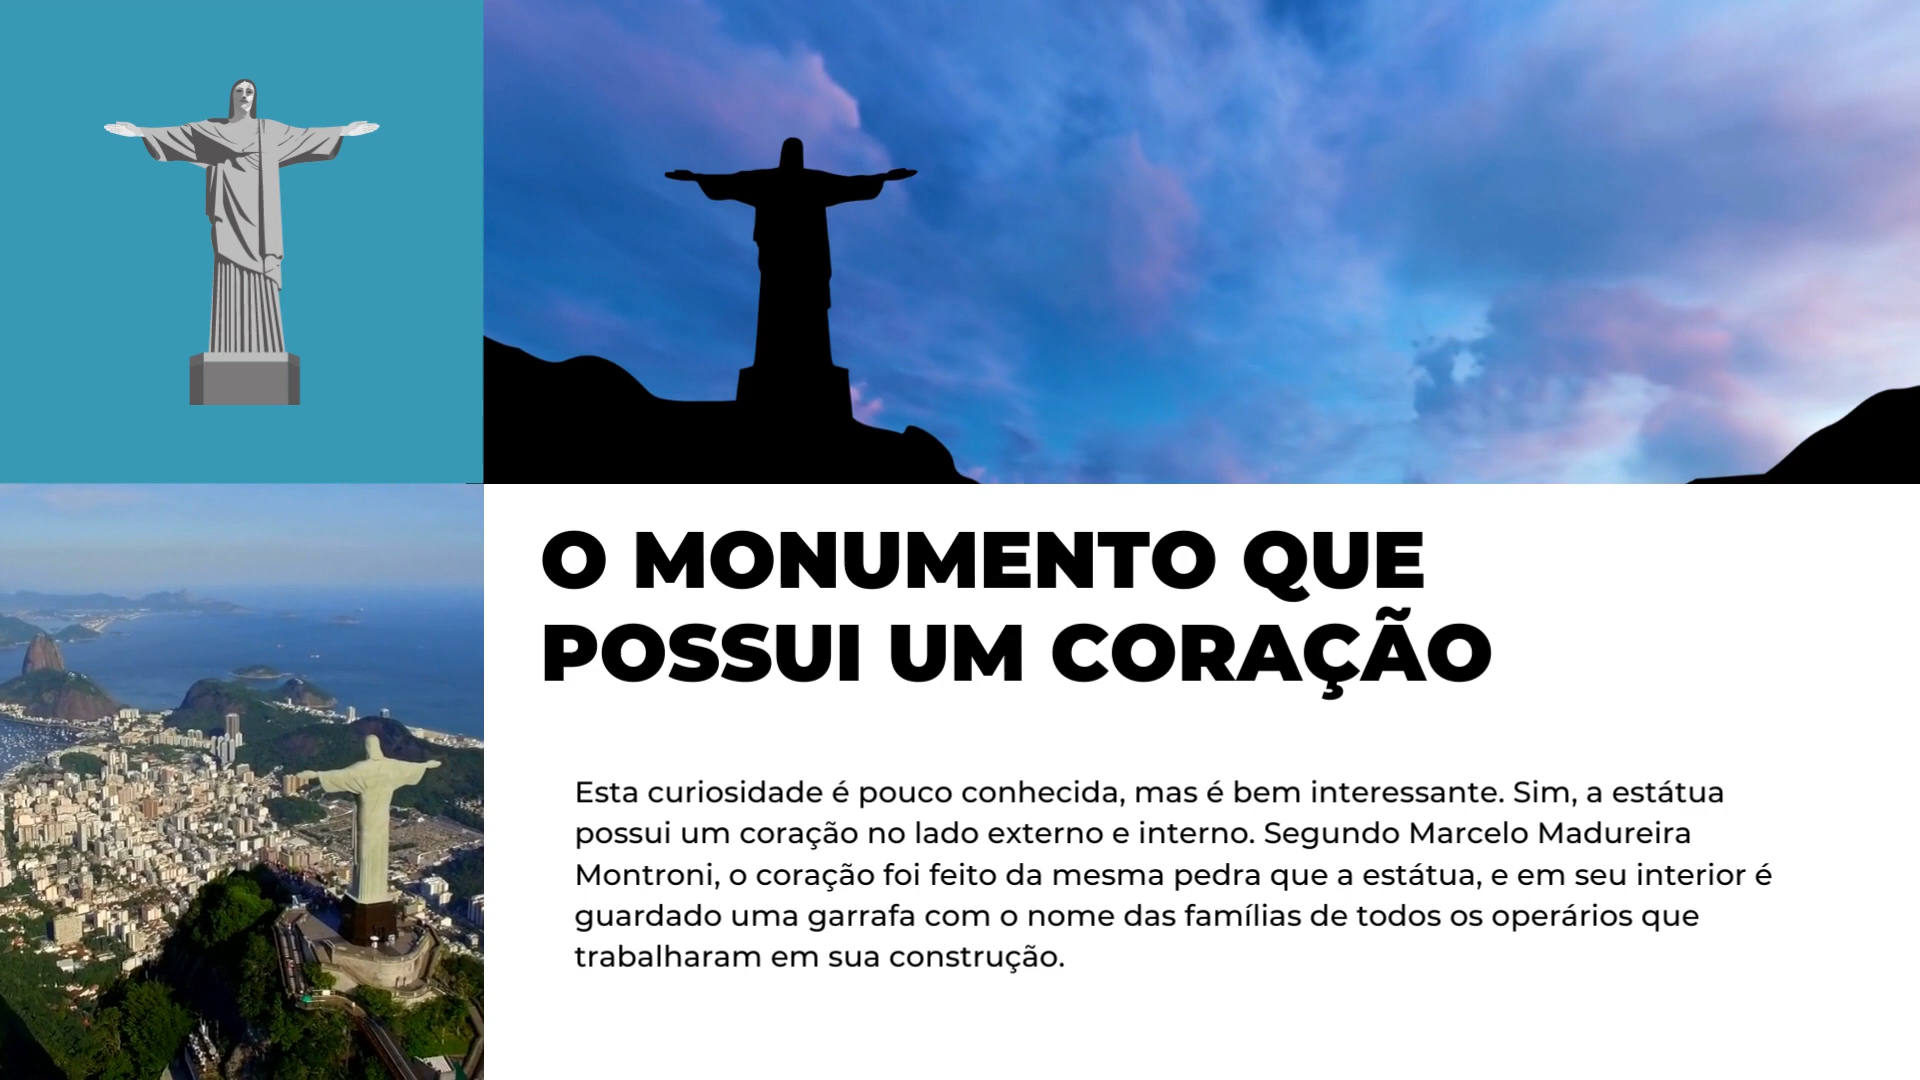 O MONUMENTO QUE
POSSUI UM CORAÇÃO
Esta curiosidade é pouco conhecida, mas é bem interessante. Sim, a estátua
possui um coração no lado externo e interno. Segundo Marcelo Madureira
Montroni, o coração foi feito da mesma pedra que a estátua, e em seu interior é
guardado uma garrafa com o nome das famílias de todos os operários que
trabalharam em sua construção.